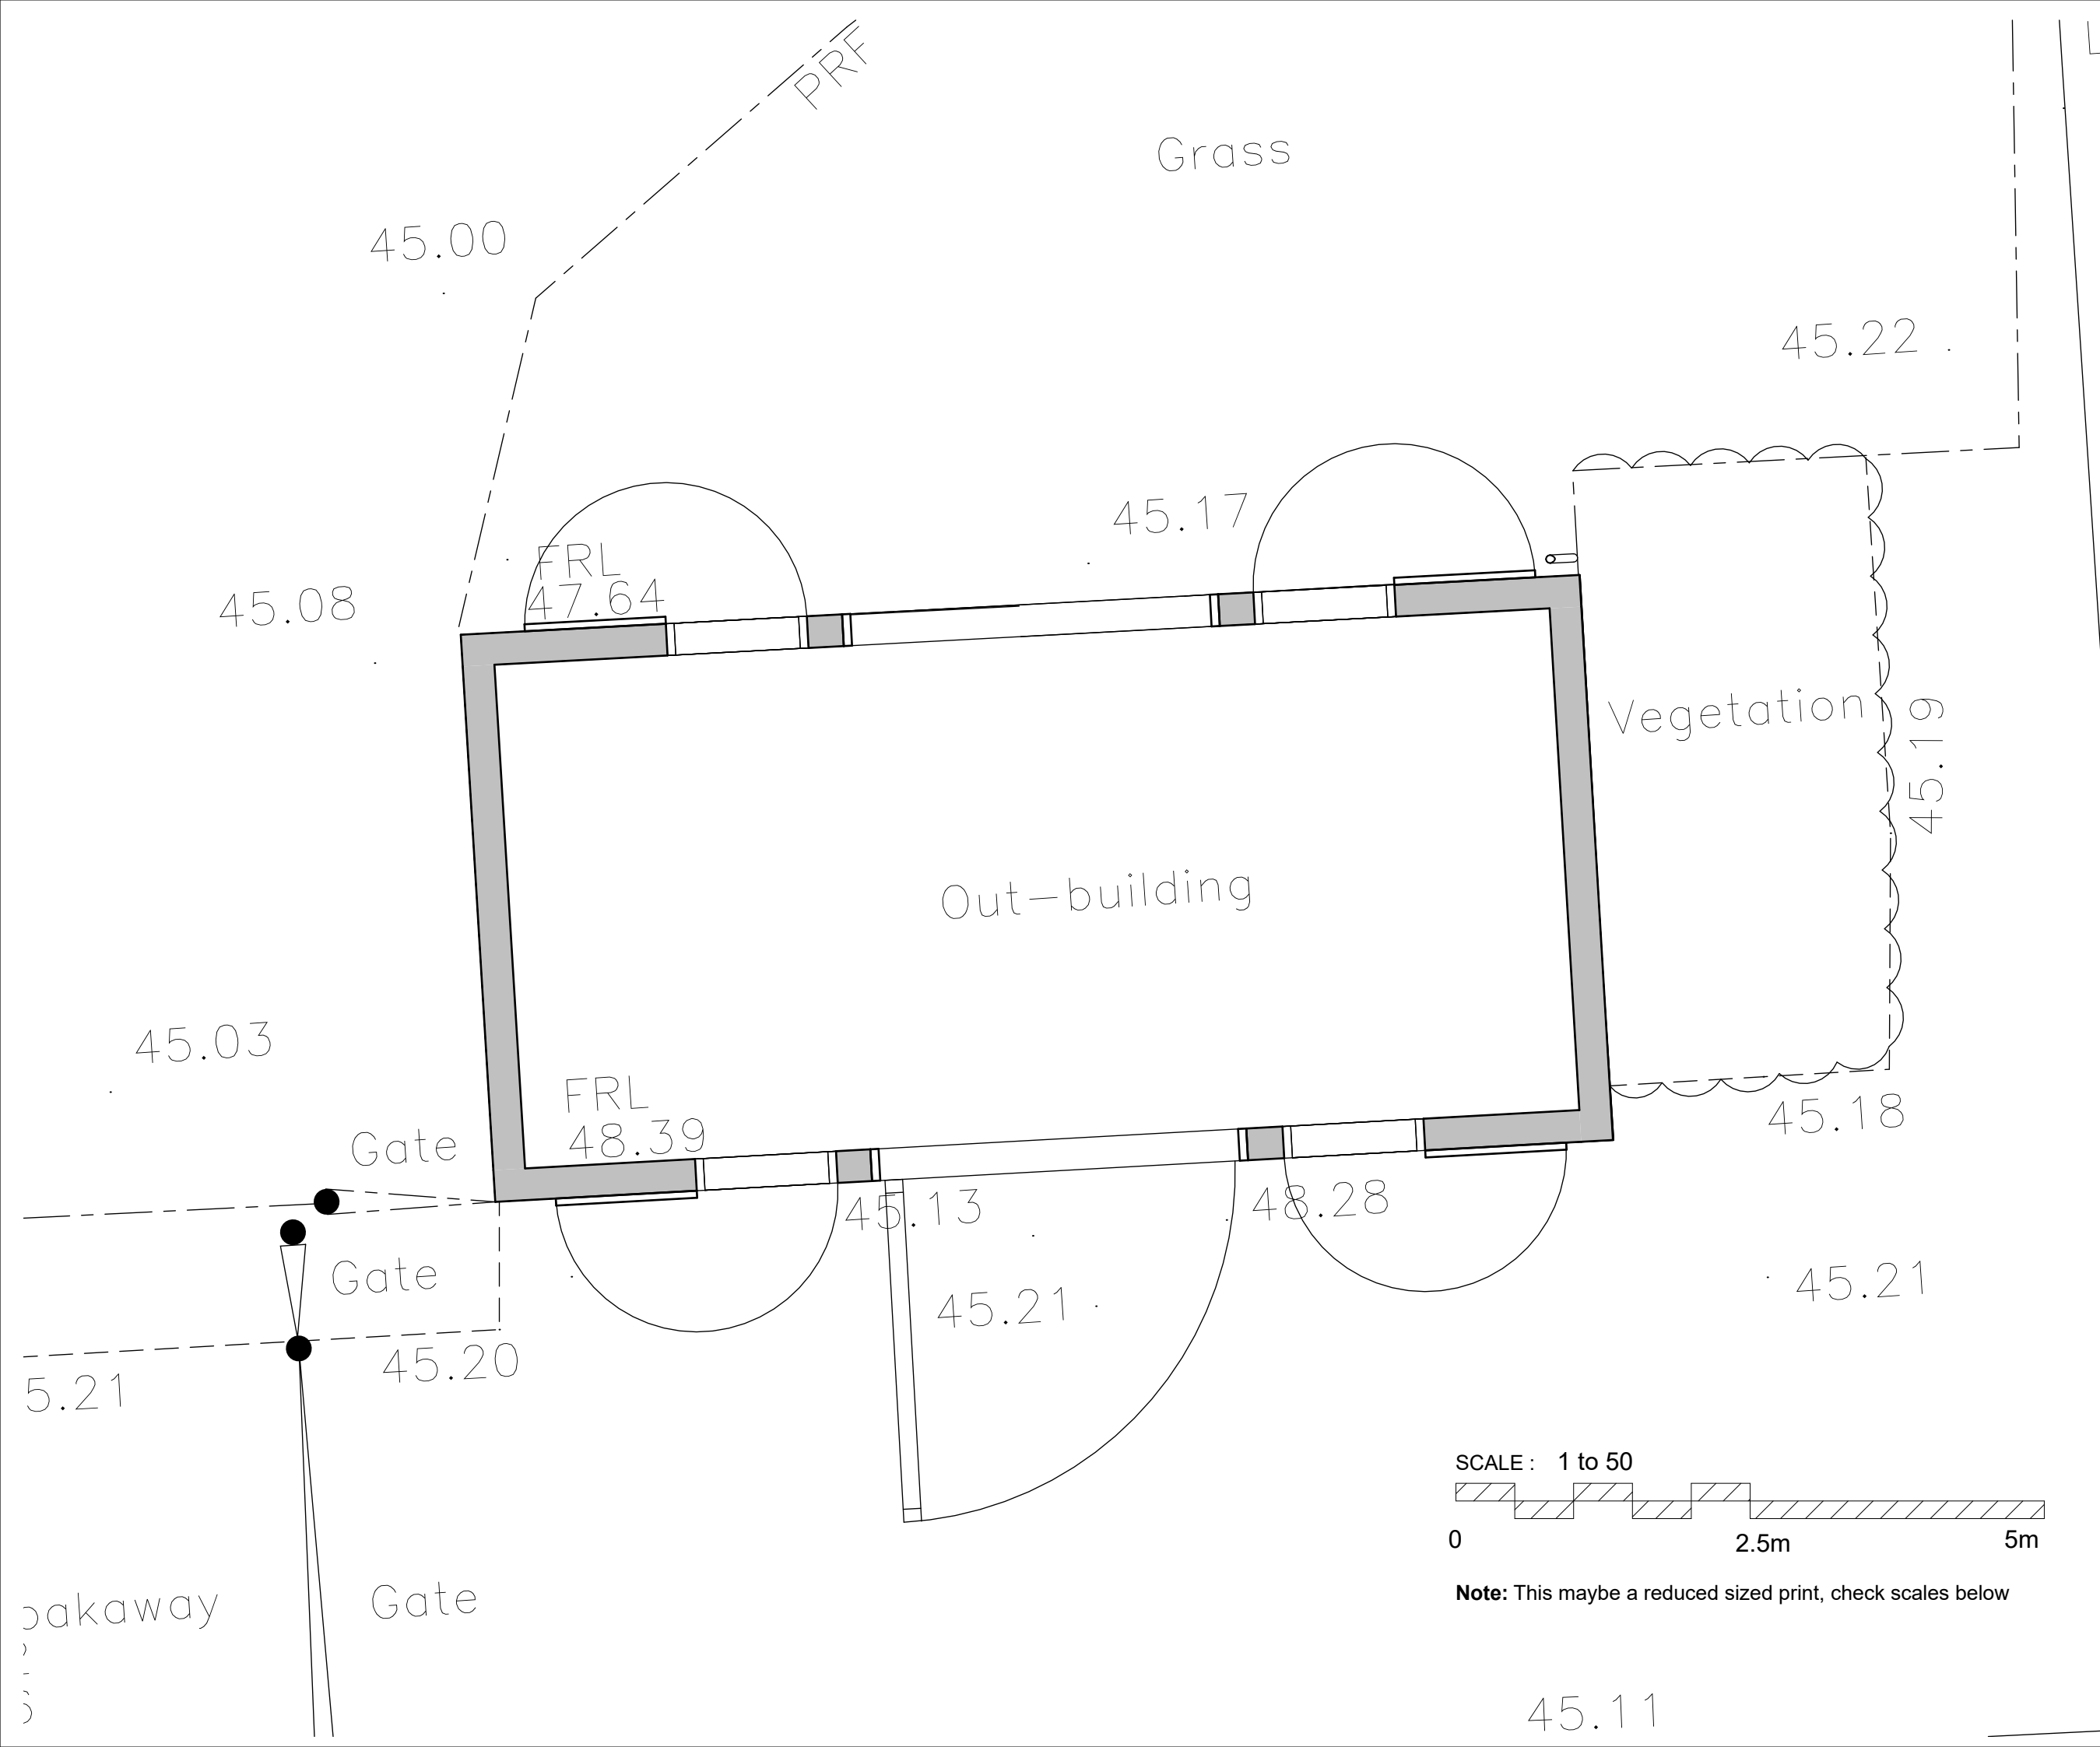 PRF
Grass
45.00
45.22
45.17
FRL
47.64
45.08
Vegetation
45.19
Out-building
45.03
FRL
48.39
Gate
45.18
45.13
48.28
Gate
45.21
45.21
45.20
5.21
SCALE : 1 to 50
0 2.5m 5m
Note: This maybe a reduced sized print, check scales below
Gate
oakaway
45.11